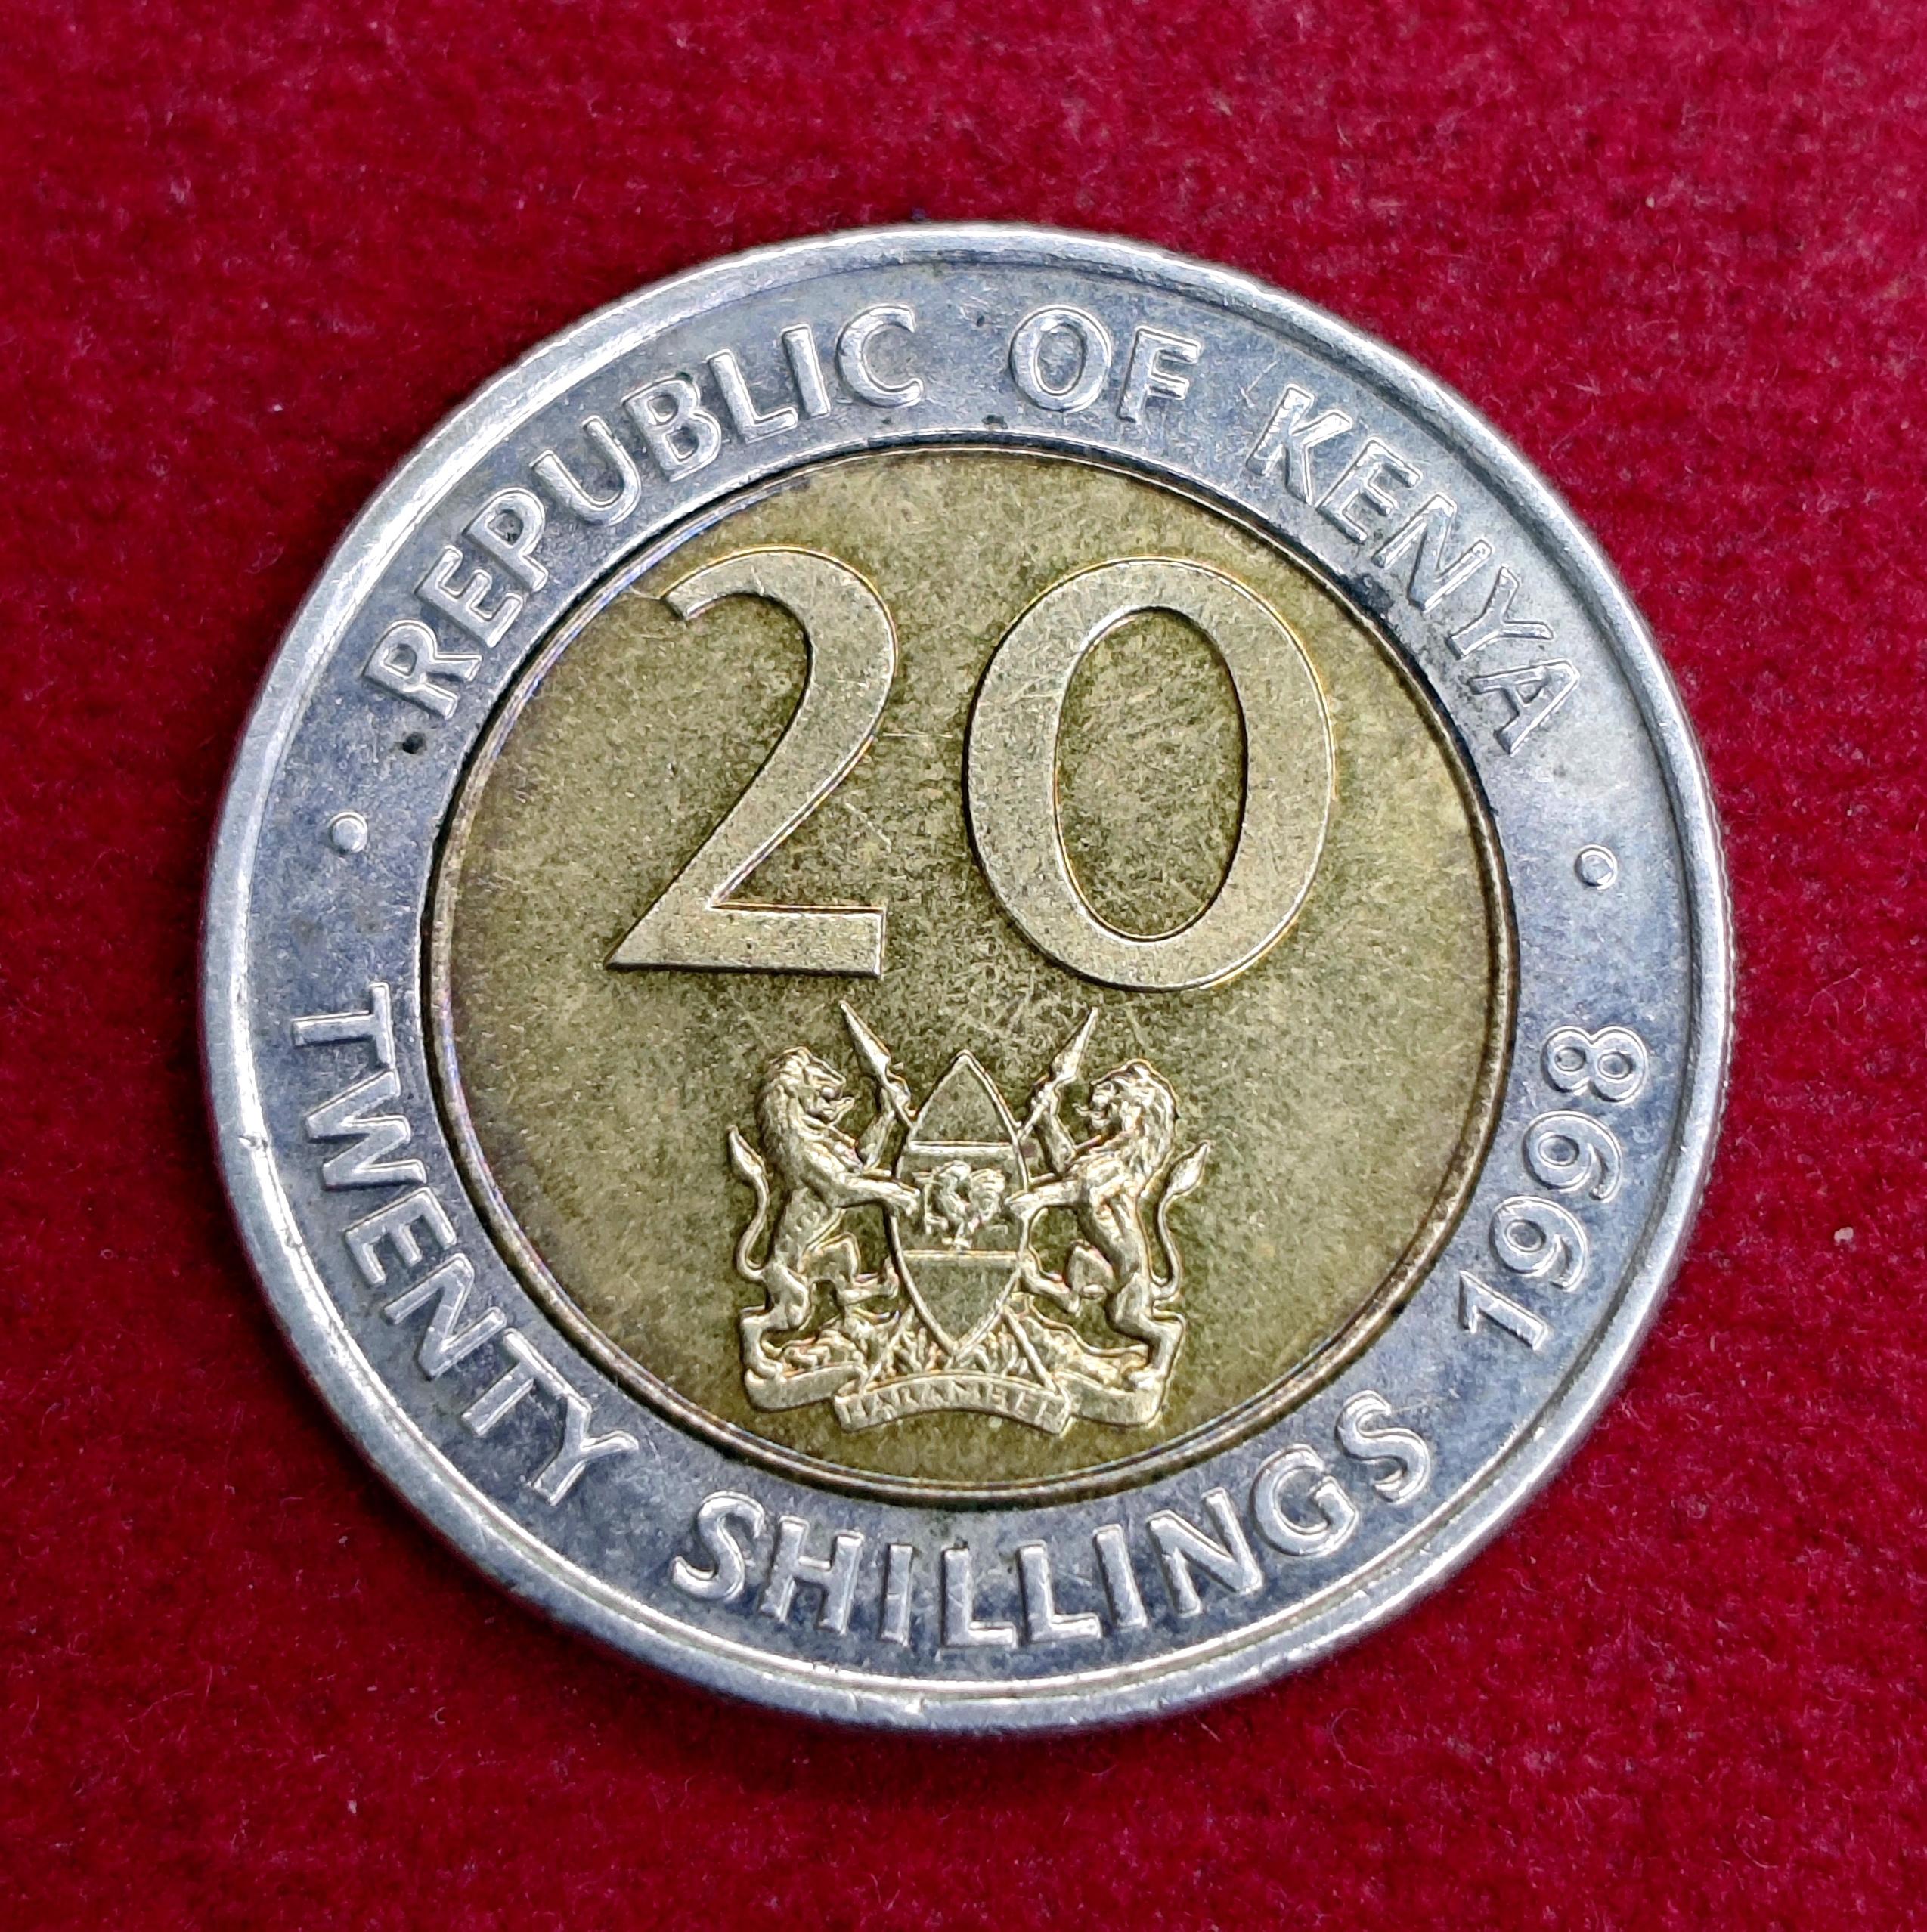 REPUBLIC OF KENYA
20
HARAMBEE
TWENTY SHILLINGS 1998